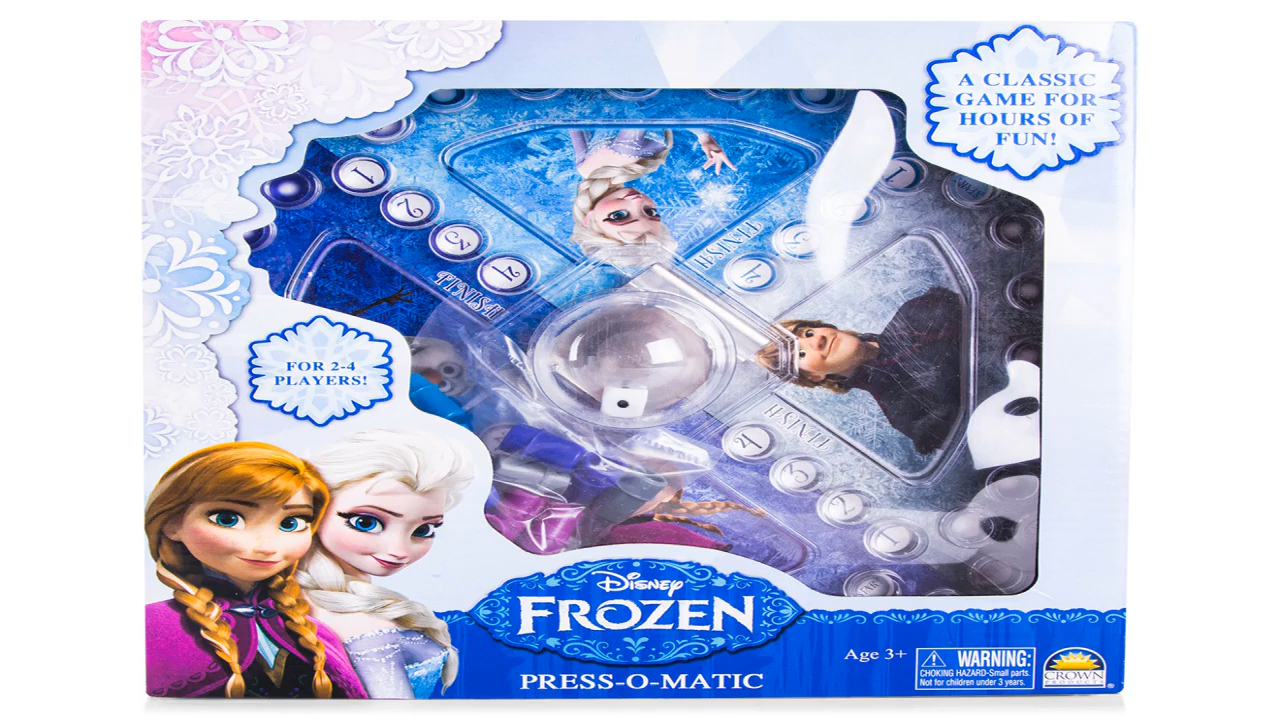 A CLASSIC
GAME FOR
HOURS OF
FUN!
1
2
3
4
FINISH
FINISH
4
3
1
FOR 2-4
PLAYERS!
FINISH
4
3
2
1
Disney
FROZEN
PRESS-O-MATIC
Age 3+
WARNING:
CHOKING HAZARD-Small parts.
Not for children under 3 years.
CROWN
PRODUCTS